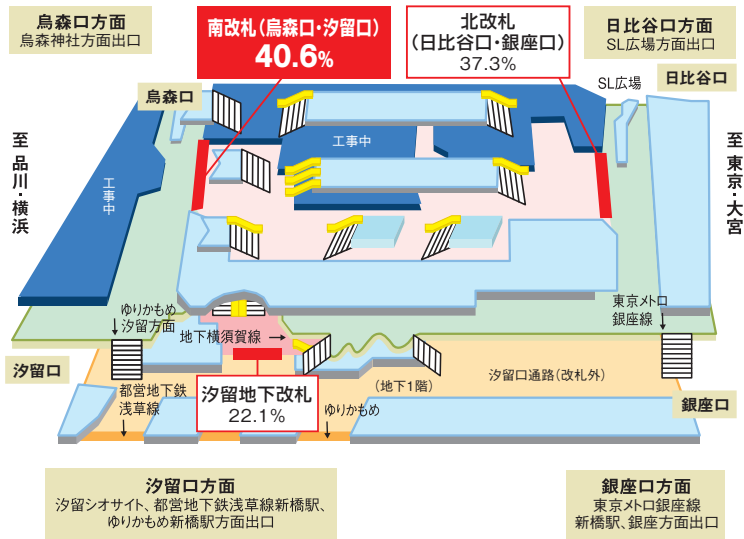 烏森口方面
烏森神社方面出口
南改札(烏森口・汐留口)
40.6%
北改札
(日比谷口・銀座口)
37.3%
日比谷口方面
SL広場方面出口
烏森口
SL広場
日比谷口
至 品川・横浜
工事中
工事中
至 東京・大宮
ゆりかもめ
汐留方面
地下横須賀線
東京メトロ
銀座線
汐留口
都営地下鉄
浅草線
汐留地下改札
22.1%
(地下1階)
ゆりかもめ
汐留口通路(改札外)
銀座口
汐留口方面
汐留シオサイト、都営地下鉄浅草線新橋駅、
ゆりかもめ新橋駅方面出口
銀座口方面
東京メトロ銀座線
新橋駅、銀座方面出口